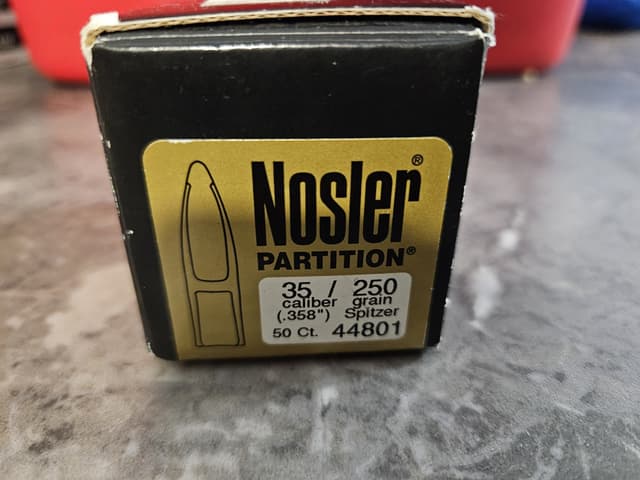 Nosler®
PARTITION®
35 / 250
caliber grain
(.358") Spitzer
50 Ct. 44801